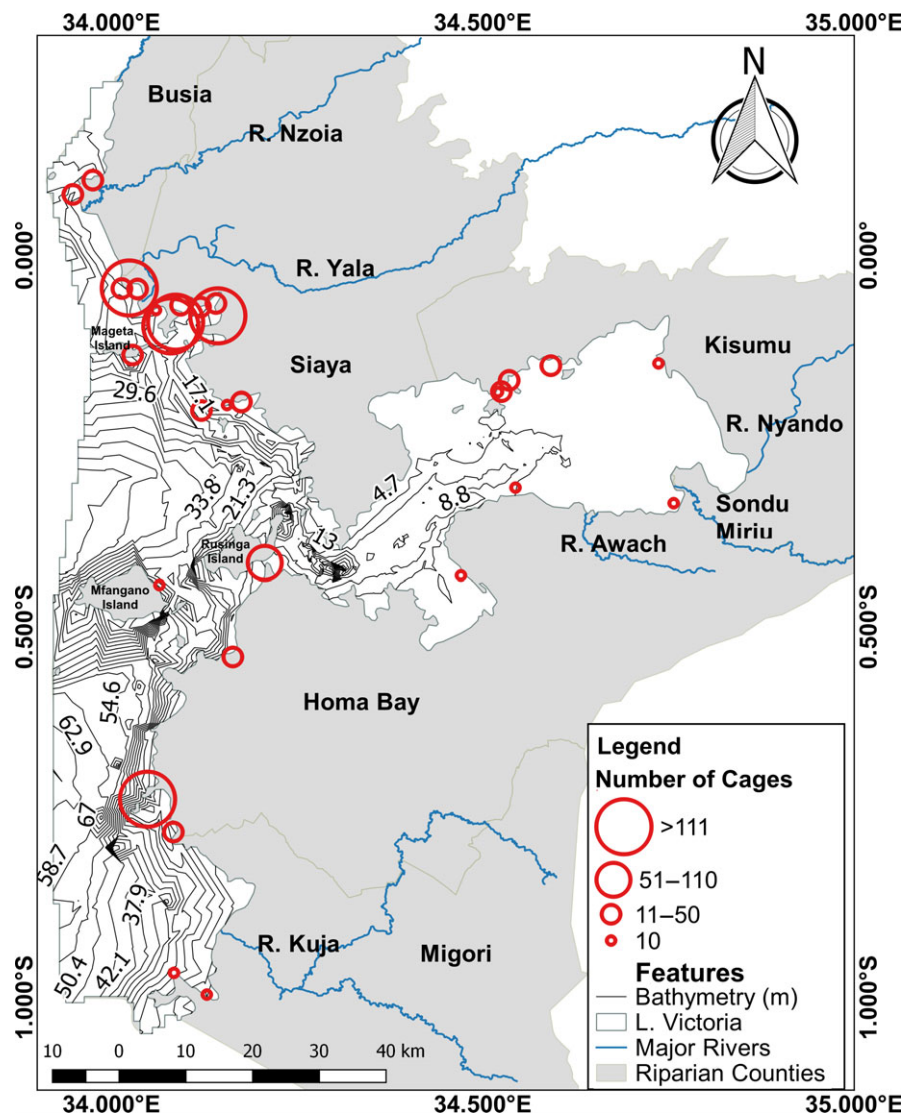 34.000°E
34.500°E
35.000°E
N
Busia
R. Nzoia
0.000°
R. Yala
Mageta
Island
Siaya
Kisumu
29.6
17.1
R. Nyando
33.8
21.3
4.7
8.8
13
Sondu
Miriu
R. Awach
Rusinga
Island
Mfangano
Island
0.500°S
0.500°S
Homa Bay
54.6
62.9
67
58.7
37.9
50.4
42.1
R. Kuja
Migori
1.000°S
Legend
Number of Cages
>111
51–110
11–50
10
Features
Bathymetry (m)
L. Victoria
Major Rivers
Riparian Counties
0.000°
1.000°S
10 0 10 20 30 40 km
34.000°E
34.500°E
35.000°E